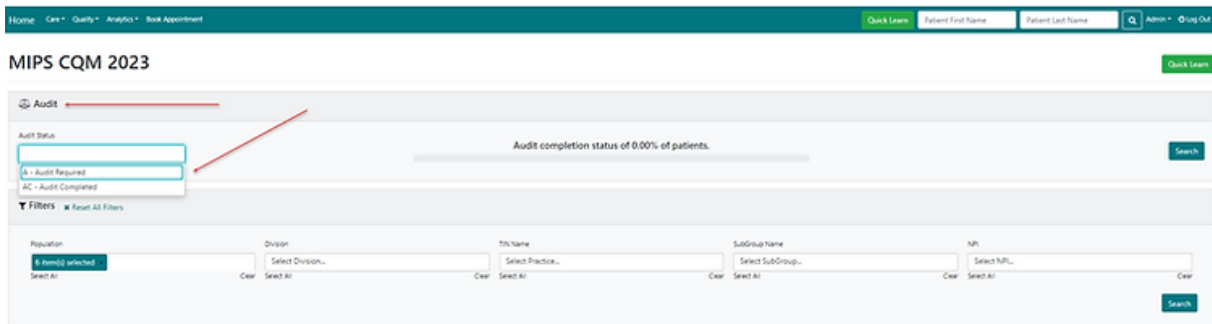 Home Care Quality Analytics Book Appointment Quick Learn Patient First Name Patient Last Name Admin Log Out
MIPS CQM 2023 Quick Learn
Audit
Audit Status
Audit completion status of 0.00% of patients.
Search
A - Audit Required
AC - Audit Completed
Filters Reset All Filters
Population Division TIN Name SubGroup Name NPI
6 item(s) selected Select Division... Select Practice... Select SubGroup... Select NPI...
Select All Clear Select All Clear Select All Clear Select All Clear Select All Clear
Search